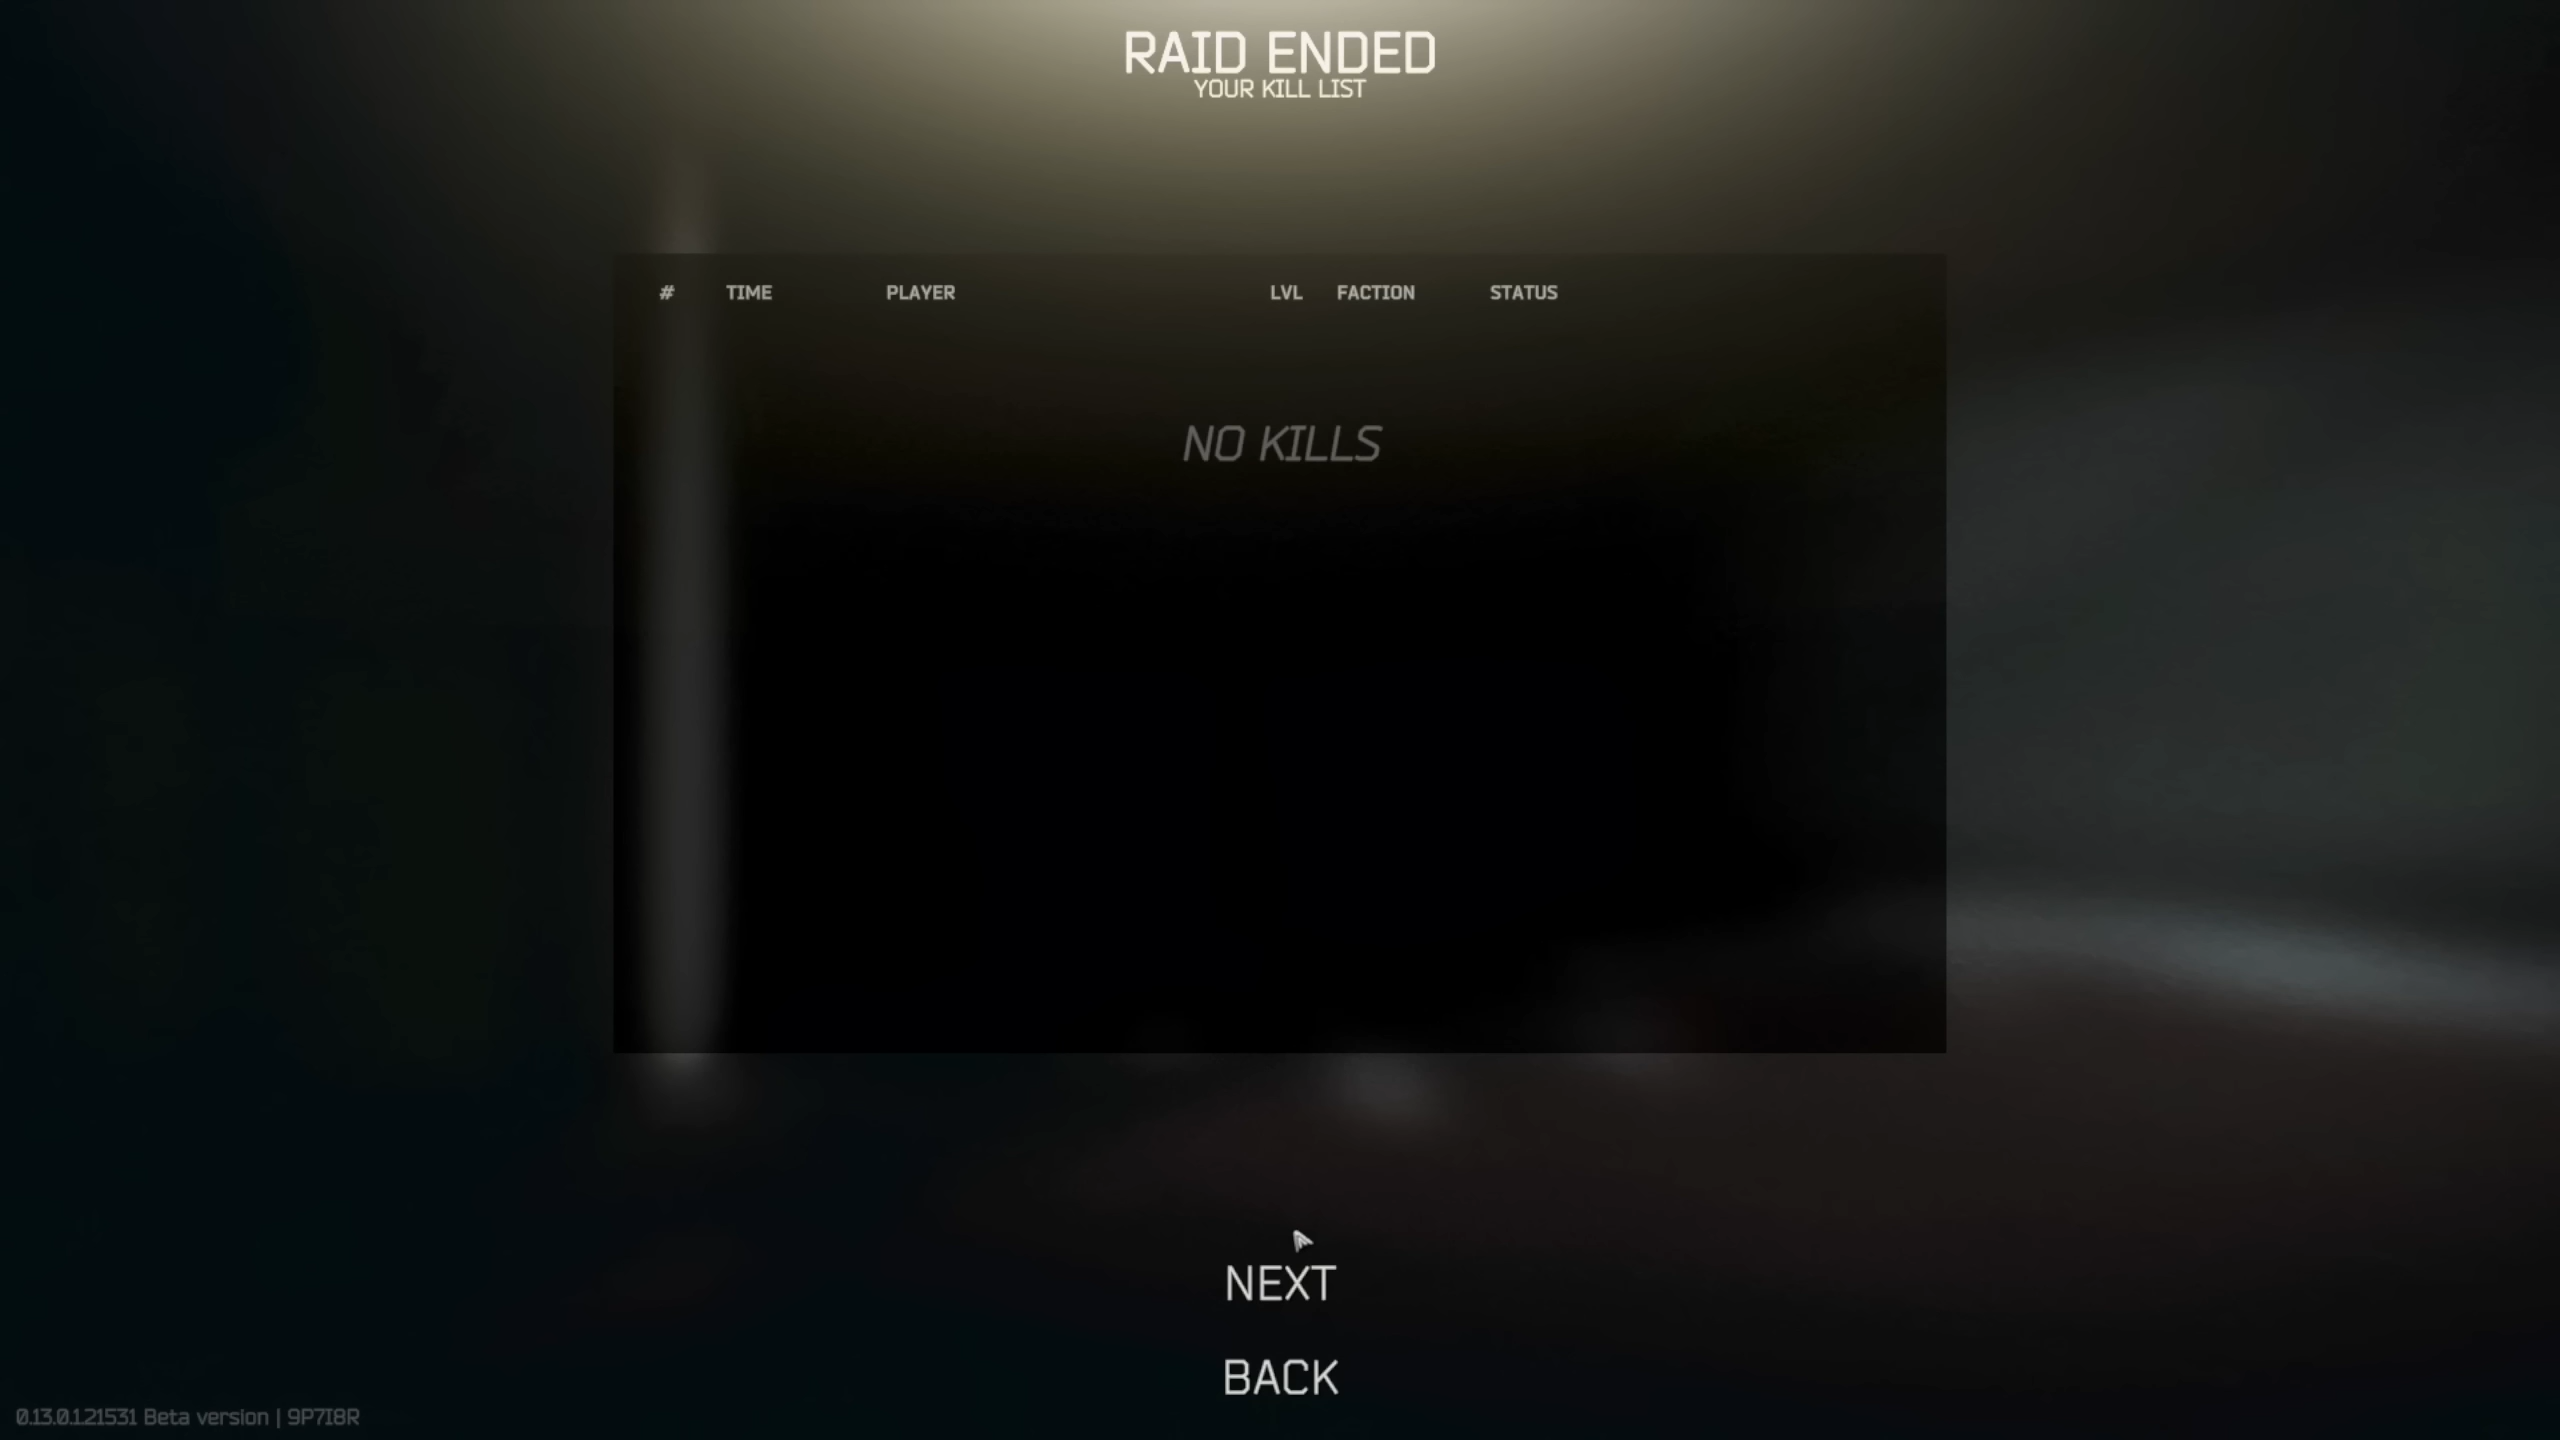 RAID ENDED
YOUR KILL LIST
# TIME PLAYER LVL FACTION STATUS
NO KILLS
NEXT
BACK
0.13.0.1.21531 Beta version | 9P7I8R